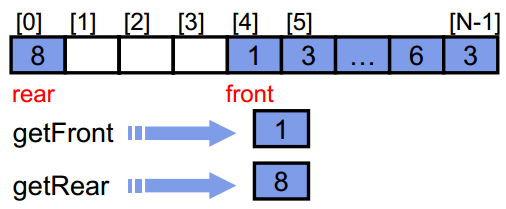 [0] [1] [2] [3] [4] [5] [N-1]
8 1 3 … 6 3
rear front
getFront 1
getRear 8